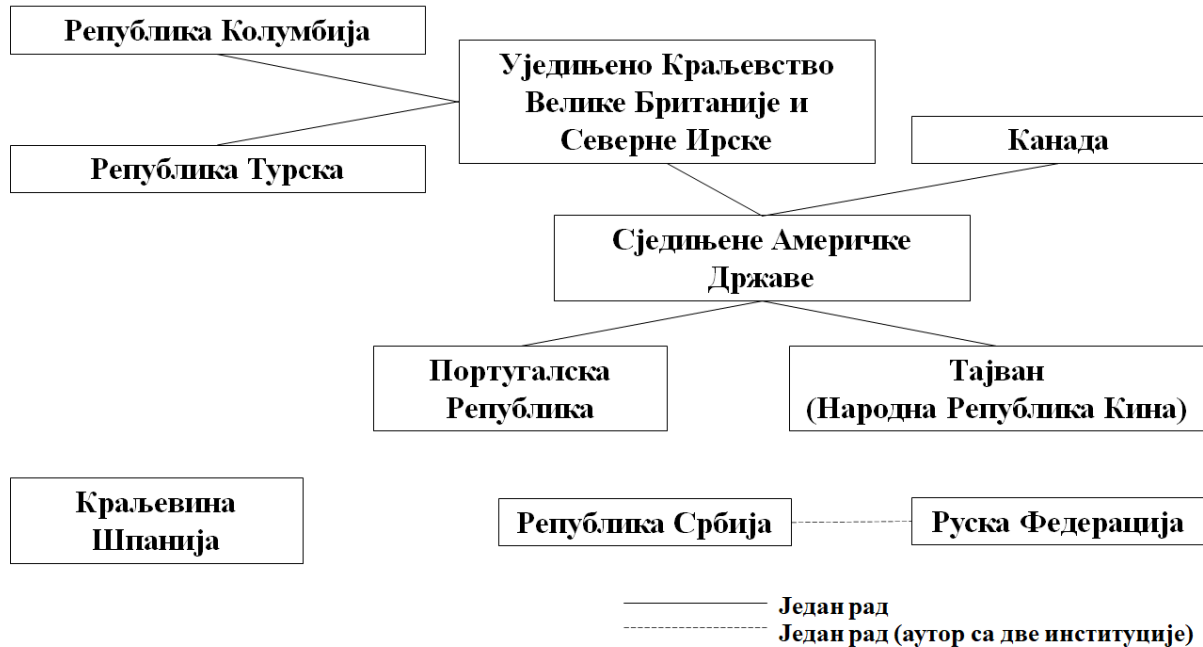 Република Колумбија
Уједињено Краљевство
Велике Британије и
Северне Ирске
Канада
Република Турска
Сједињене Америчке
Државе
Португалска
Република
Тајван
(Народна Република Кина)
Краљевина
Шпанија
Република Србија
Руска Федерација
Један рад
Један рад (аутор са две институције)